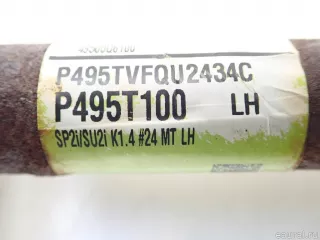 P495TVFQU2434C
P495T100 LH
SP2i/SU2i K1.4 #24 MT LH